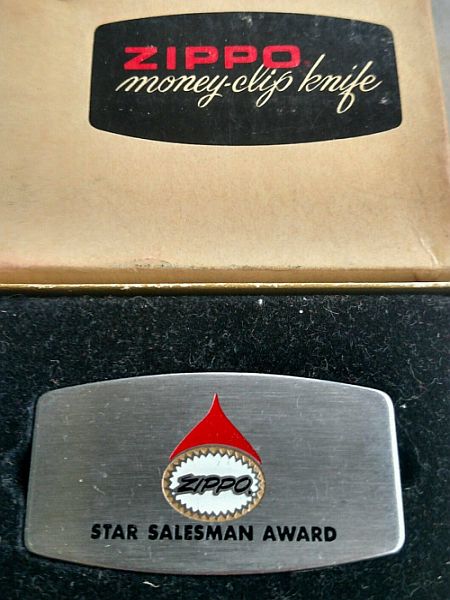 ZIPPO
money-clip knife
ZIPPO
STAR SALESMAN AWARD